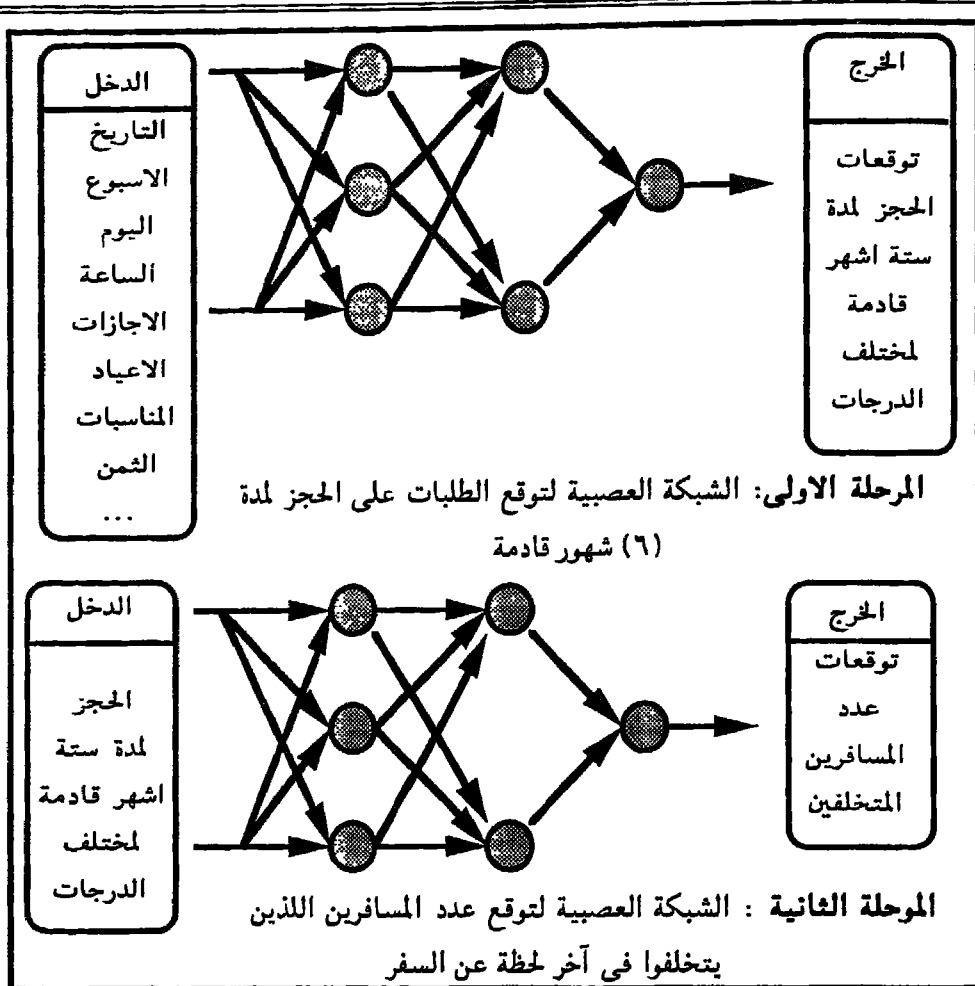 الدخل
التاريخ
الاسبوع
اليوم
الساعة
الاجازات
الاعياد
المناسبات
الثمن
...
الخرج
توقعات
الحجز لمدة
ستة اشهر
قادمة
لمختلف
الدرجات
المرحلة الاولى: الشبكة العصبية لتوقع الطلبات على الحجز لمدة
(٦) شهور قادمة
الدخل
الحجز
لمدة ستة
اشهر قادمة
لمختلف
الدرجات
الخرج
توقعات
عدد
المسافرين
المتخلفين
المرحلة الثانية : الشبكة العصبية لتوقع عدد المسافرين اللذين
يتخلفوا في آخر لحظة عن السفر